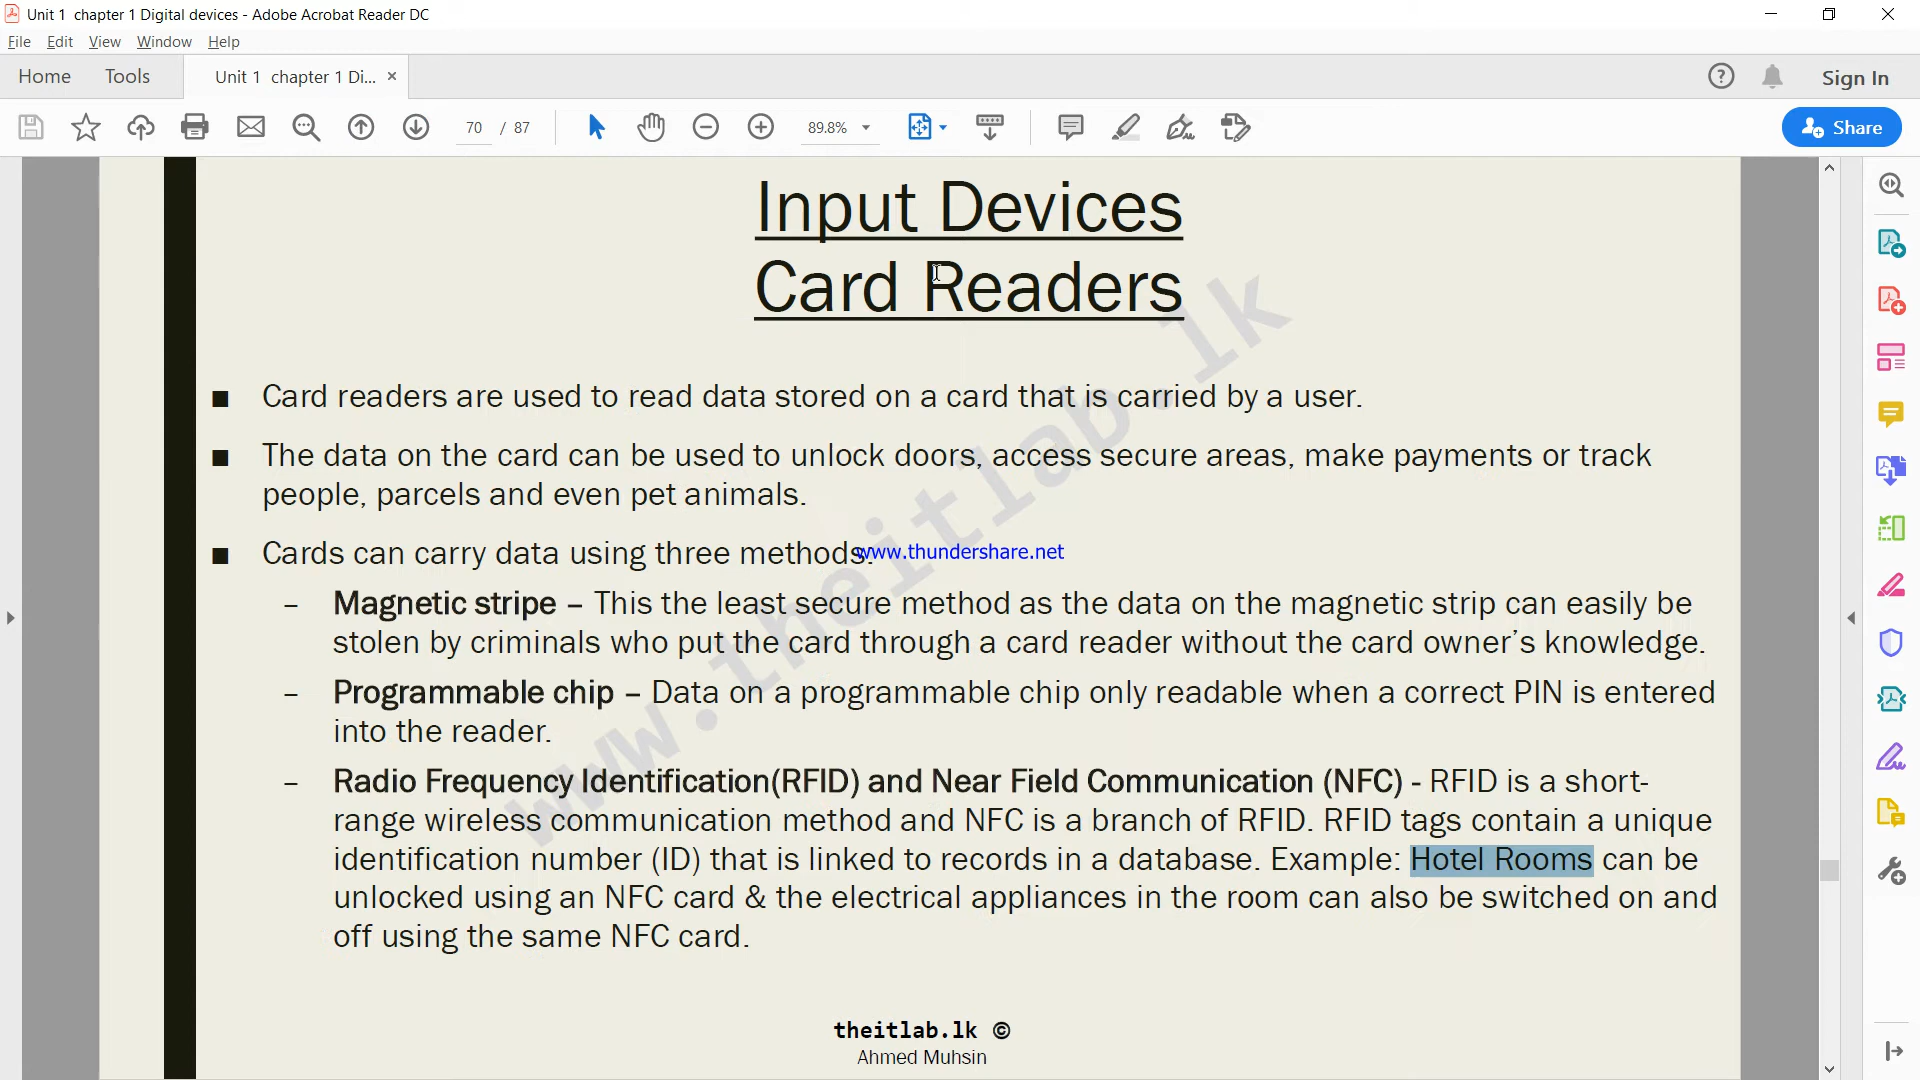 Unit 1  chapter 1 Digital devices - Adobe Acrobat Reader DC
File Edit View Window Help
Home Tools Unit 1  chapter 1 Di... × Sign In
70 / 87 89.8% Share
Input Devices
Card Readers
■ Card readers are used to read data stored on a card that is carried by a user.
■ The data on the card can be used to unlock doors, access secure areas, make payments or track
people, parcels and even pet animals.
■ Cards can carry data using three methods:
www.thundershare.net
– Magnetic stripe – This the least secure method as the data on the magnetic strip can easily be
stolen by criminals who put the card through a card reader without the card owner’s knowledge.
– Programmable chip – Data on a programmable chip only readable when a correct PIN is entered
into the reader.
– Radio Frequency Identification(RFID) and Near Field Communication (NFC) - RFID is a short-
range wireless communication method and NFC is a branch of RFID. RFID tags contain a unique
identification number (ID) that is linked to records in a database. Example: Hotel Rooms can be
unlocked using an NFC card & the electrical appliances in the room can also be switched on and
off using the same NFC card.
www.theitlab.lk
theitlab.lk ©
Ahmed Muhsin